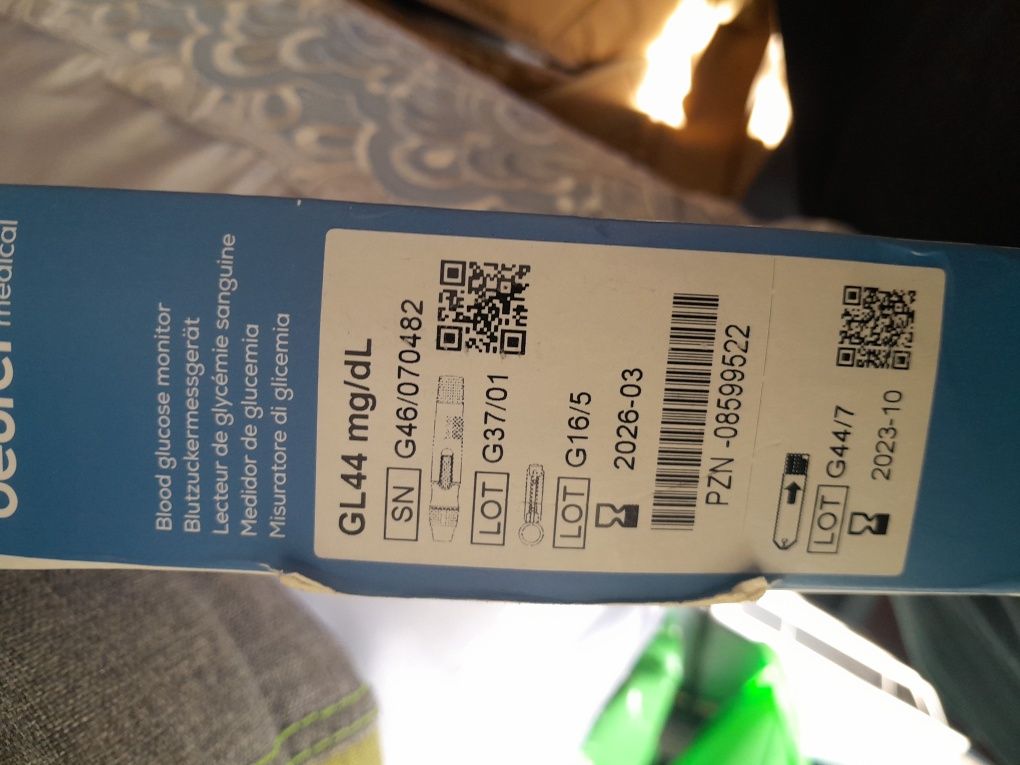 medical
Blood glucose monitor
Blutzuckermessgerät
Lecteur de glycémie sanguine
Medidor de glucemia
Misuratore di glicemia
GL44 mg/dL
SN G46/070482
LOT G37/01
LOT G16/5
2026-03
PZN -08599522
LOT G44/7
2023-10